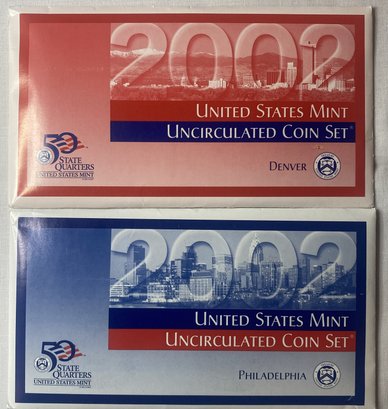 2002
UNITED STATES MINT
UNCIRCULATED COIN SET®
50
STATE
QUARTERS
UNITED STATES MINT
DENVER
2002
UNITED STATES MINT
UNCIRCULATED COIN SET®
50
STATE
QUARTERS
UNITED STATES MINT
PHILADELPHIA